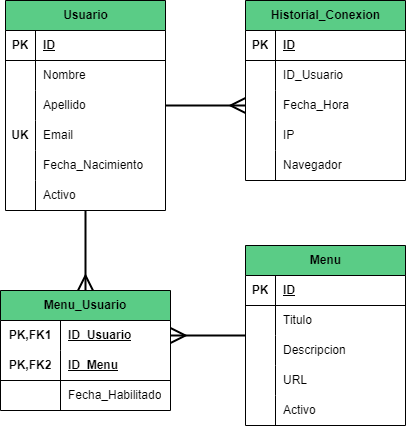 Usuario
PK ID
Nombre
Apellido
UK Email
Fecha_Nacimiento
Activo
Historial_Conexion
PK ID
ID_Usuario
Fecha_Hora
IP
Navegador
Menu_Usuario
PK,FK1 ID_Usuario
PK,FK2 ID_Menu
Fecha_Habilitado
Menu
PK ID
Titulo
Descripcion
URL
Activo